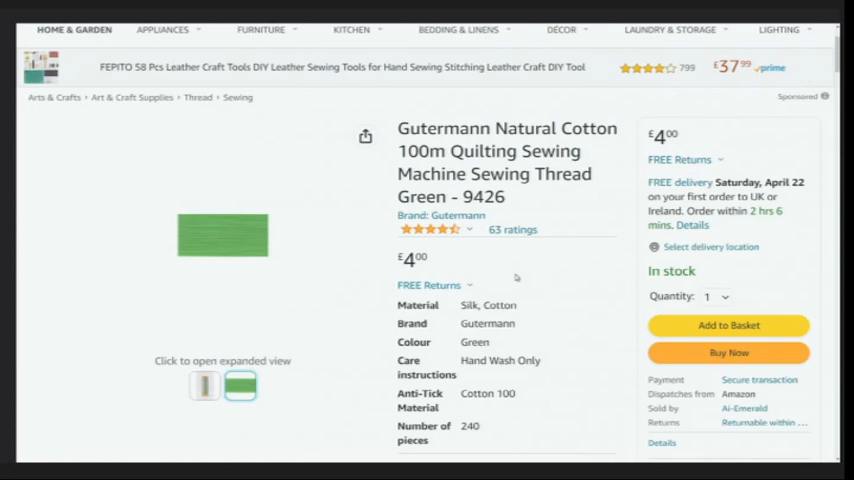 HOME & GARDEN APPLIANCES FURNITURE KITCHEN BEDDING & LINENS DÉCOR LAUNDRY & STORAGE LIGHTING
FEPITO 58 Pcs Leather Craft Tools DIY Leather Sewing Tools for Hand Sewing Stitching Leather Craft DIY Tool 799 £37⁹⁹ prime
Arts & Crafts › Art & Craft Supplies › Thread › Sewing
Sponsored
Gutermann Natural Cotton
100m Quilting Sewing
Machine Sewing Thread
Green - 9426
Brand: Gutermann
63 ratings
£4⁰⁰
FREE Returns
Material Silk, Cotton
Brand Gutermann
Colour Green
Care instructions Hand Wash Only
Anti-Tick Material Cotton 100
Number of pieces 240
Click to open expanded view
£4⁰⁰
FREE Returns
FREE delivery Saturday, April 22
on your first order to UK or
Ireland. Order within 2 hrs 6
mins. Details
Select delivery location
In stock
Quantity: 1
Add to Basket
Buy Now
Payment Secure transaction
Dispatches from Amazon
Sold by Ai-Emerald
Returns Returnable within ...
Details